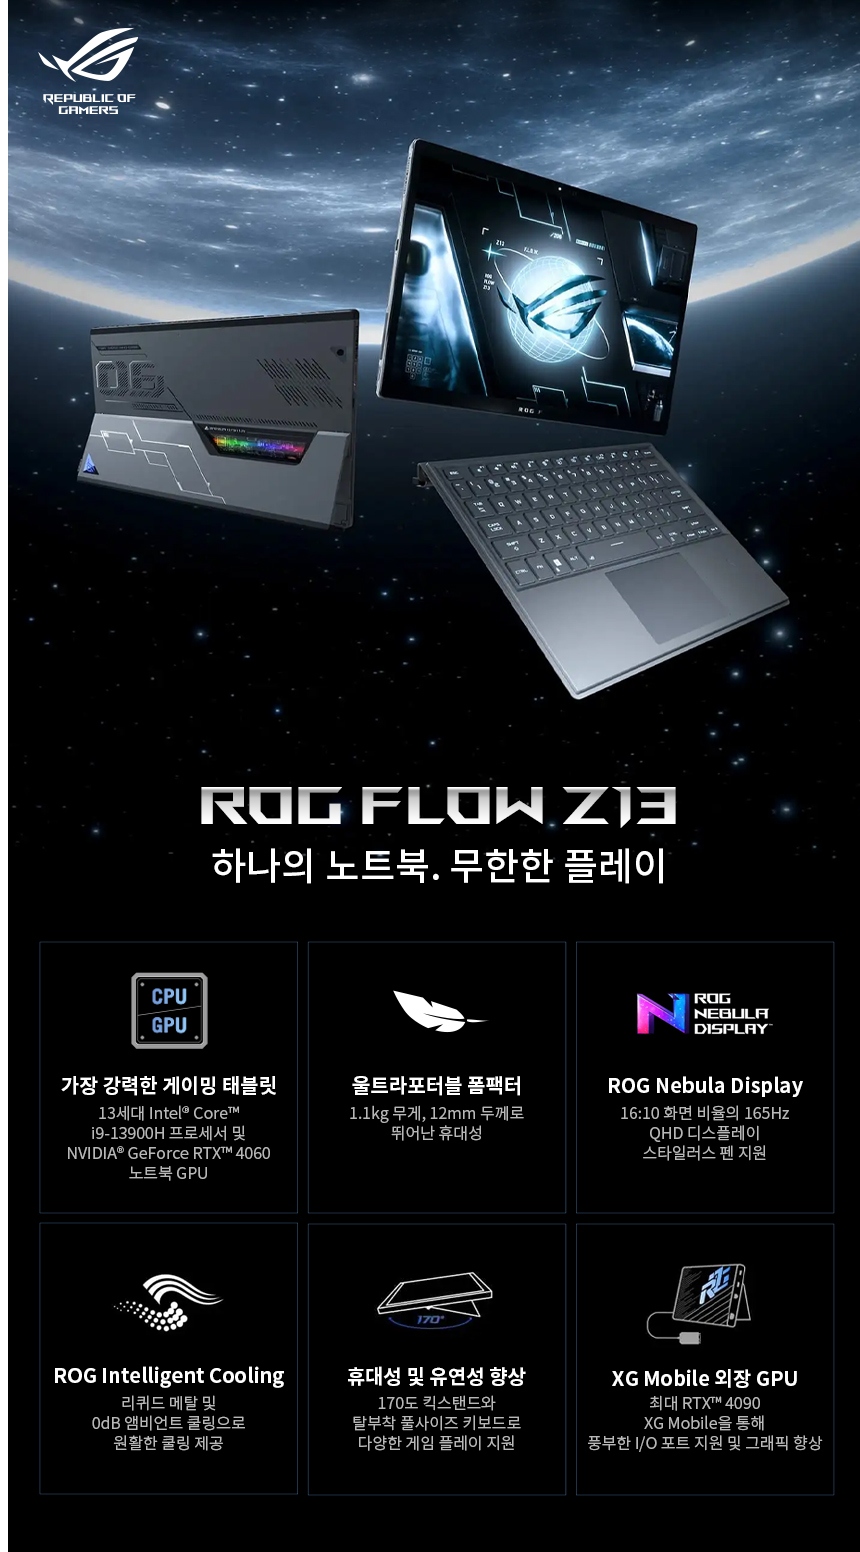 REPUBLIC OF
GAMERS
Z13
ROG
FLOW
Z13
06
ROG
ROG FLOW Z13
하나의 노트북. 무한한 플레이
CPU
GPU
가장 강력한 게이밍 태블릿
13세대 Intel® Core™
i9-13900H 프로세서 및
NVIDIA® GeForce RTX™ 4060
노트북 GPU
울트라포터블 폼팩터
1.1kg 무게, 12mm 두께로
뛰어난 휴대성
ROG
NEBULA
DISPLAY™
ROG Nebula Display
16:10 화면 비율의 165Hz
QHD 디스플레이
스타일러스 펜 지원
ROG Intelligent Cooling
리퀴드 메탈 및
0dB 앰비언트 쿨링으로
원활한 쿨링 제공
170°
휴대성 및 유연성 향상
170도 킥스탠드와
탈부착 풀사이즈 키보드로
다양한 게임 플레이 지원
XG Mobile 외장 GPU
최대 RTX™ 4090
XG Mobile을 통해
풍부한 I/O 포트 지원 및 그래픽 향상